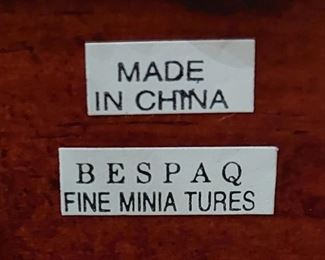 MADE
IN CHINA
BESPAQ
FINE MINIA TURES